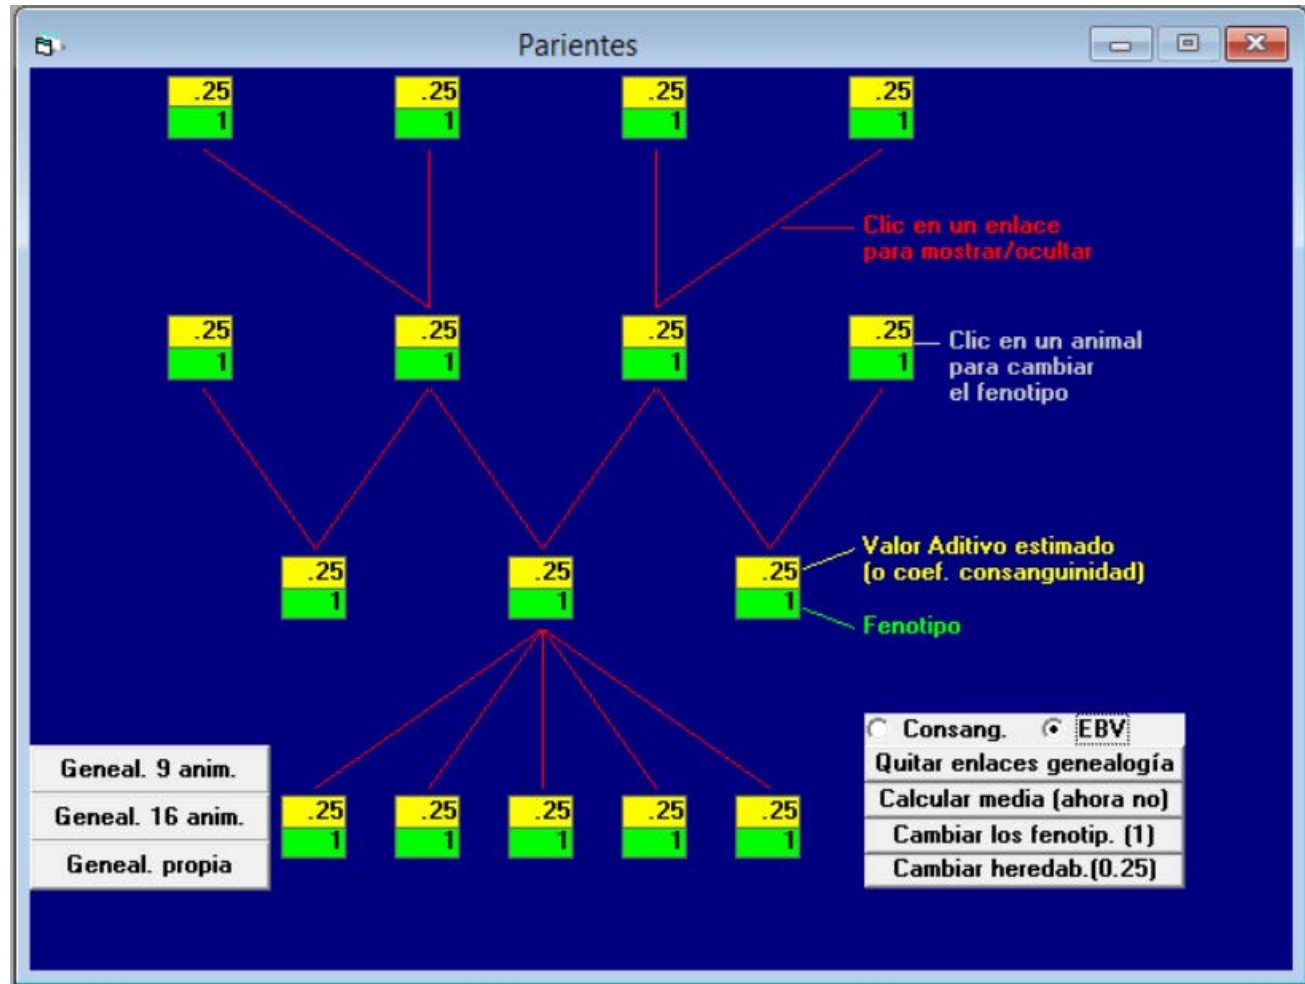 Parientes
.25 .25 .25 .25
1 1 1 1
Clic en un enlace
para mostrar/ocultar
.25 .25 .25 .25
1 1 1 1
Clic en un animal
para cambiar
el fenotipo
Valor Aditivo estimado
(o coef. consanguinidad)
.25 .25 .25
1 1 1
Fenotipo
Consang. EBV
Quitar enlaces genealogía
Calcular media (ahora no)
Cambiar los fenotip. (1)
Cambiar heredab.(0.25)
Geneal. 9 anim.
Geneal. 16 anim.
Geneal. propia
.25 .25 .25 .25 .25
1 1 1 1 1